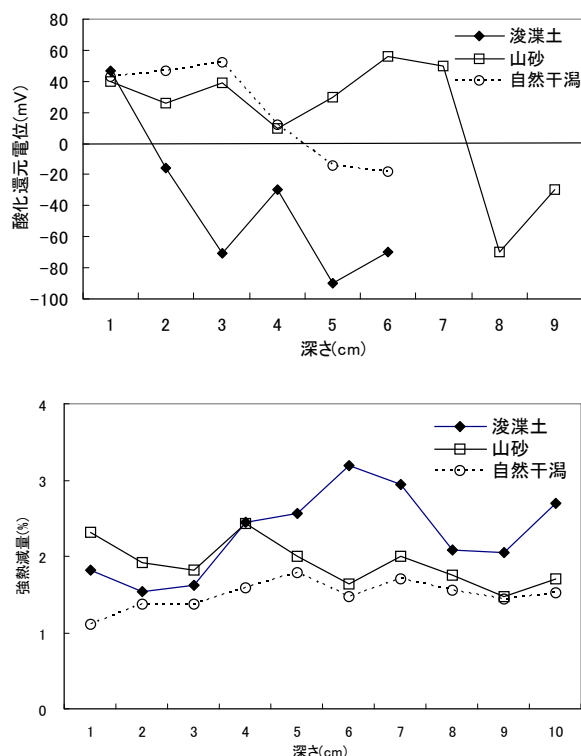 80
60
40
20
0
−20
−40
−60
−80
−100
酸化還元電位(mV)
浚渫土
山砂
自然干潟
1 2 3 4 5 6 7 8 9
深さ(cm)
4
3
2
1
0
強熱減量(%)
浚渫土
山砂
自然干潟
1 2 3 4 5 6 7 8 9 10
深さ(cm)